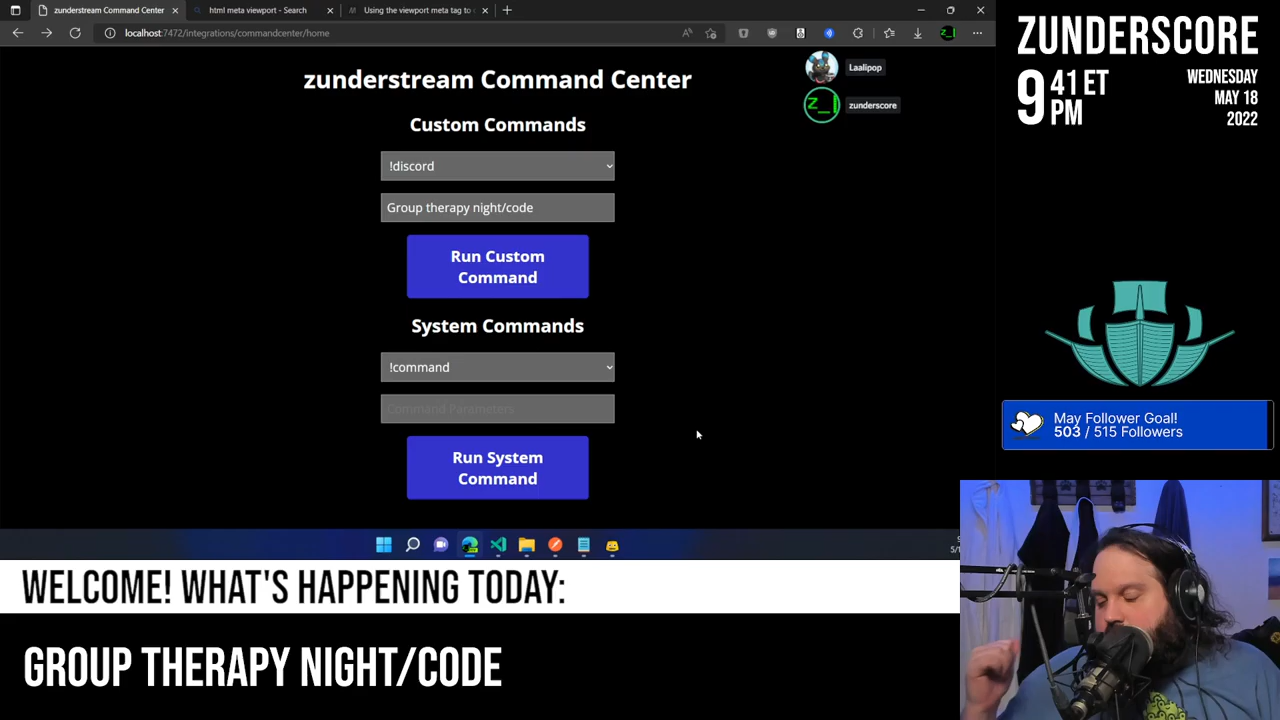 zunderstream Command Center
html meta viewport - Search
Using the viewport meta tag to c
localhost:7472/integrations/commandcenter/home
zunderstream Command Center
Custom Commands
!discord
Group therapy night/code
Run Custom
Command
System Commands
!command
Command Parameters
Run System
Command
Laalipop
z_
zunderscore
ZUNDERSCORE
9 41 ET
PM
WEDNESDAY
MAY 18
2022
May Follower Goal!
503 / 515 Followers
WELCOME! WHAT'S HAPPENING TODAY:
GROUP THERAPY NIGHT/CODE